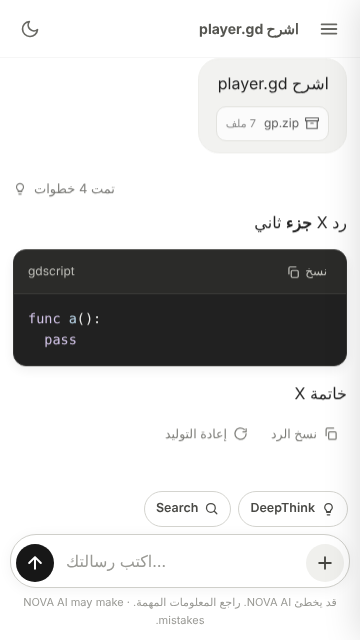 اشرح player.gd
اشرح player.gd
gp.zip 7 ملف
تمت 4 خطوات
رد X جزء ثاني
gdscript نسخ
func a():
pass
خاتمة X
نسخ الرد إعادة التوليد
DeepThink Search
اكتب رسالتك...
قد يخطئ NOVA AI. راجع المعلومات المهمة. · NOVA AI may make
mistakes.